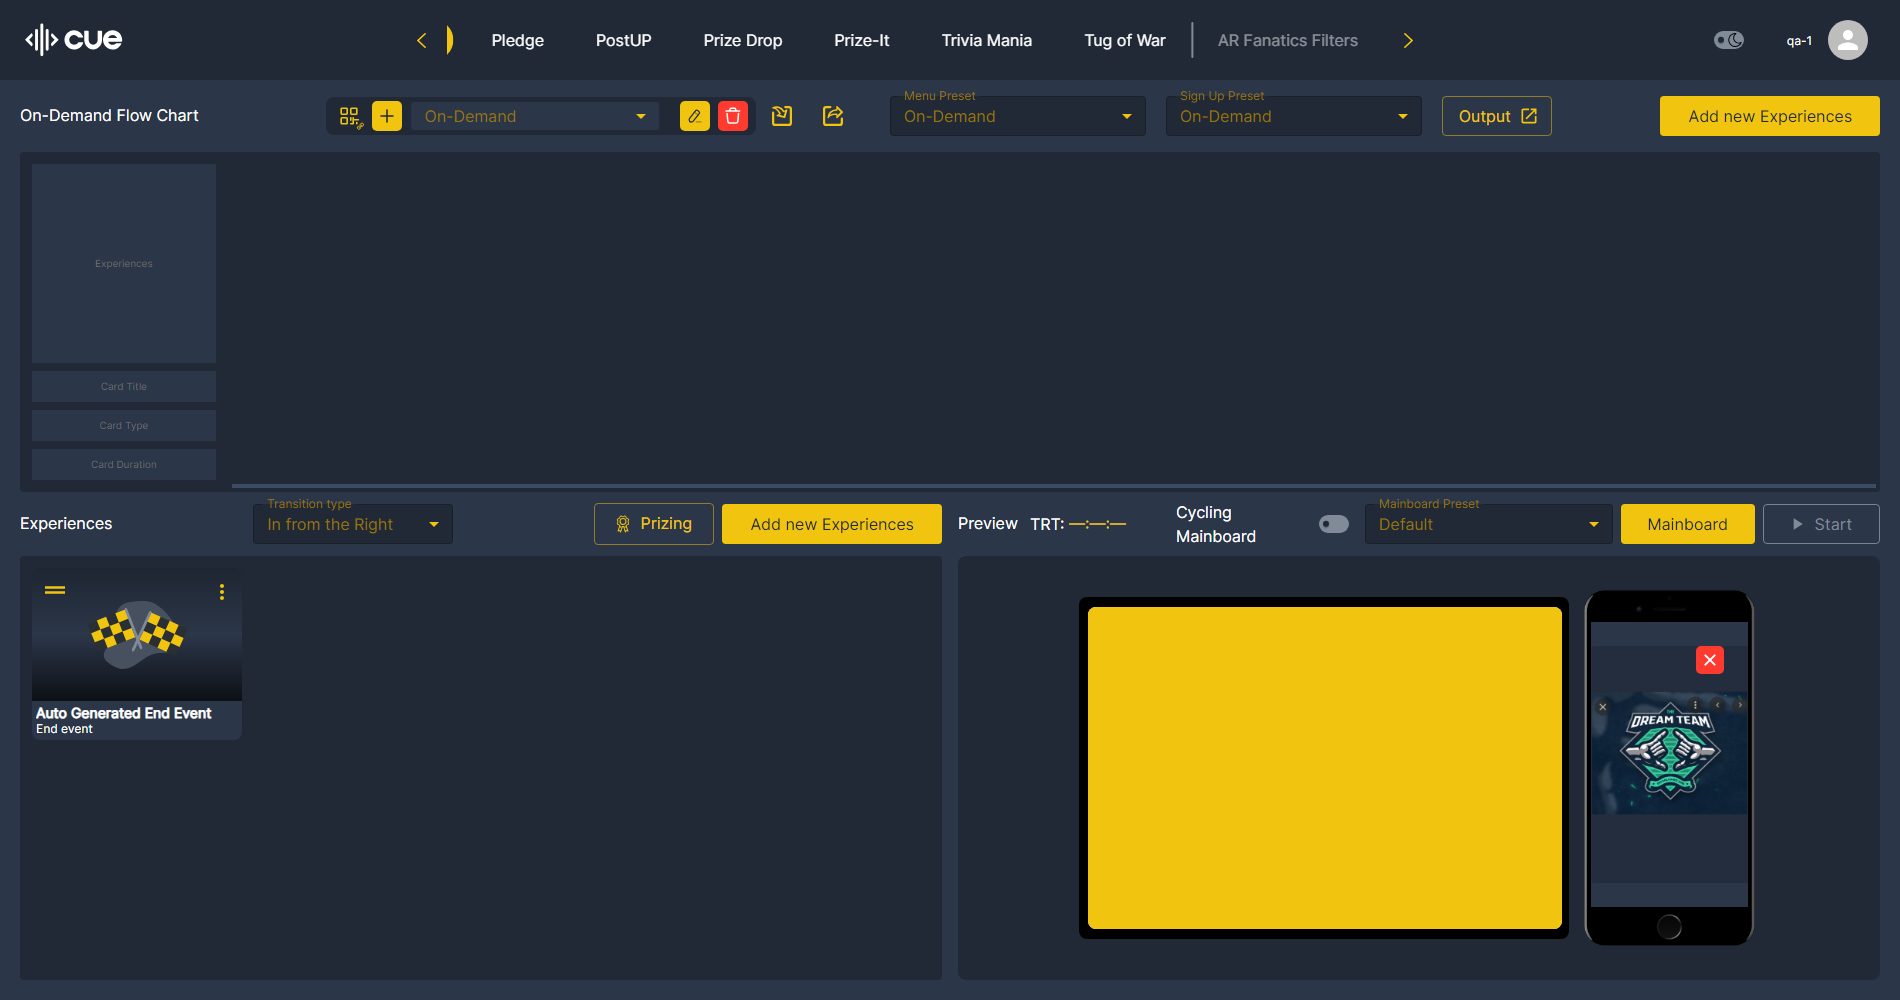 cue
Pledge
PostUP
Prize Drop
Prize-It
Trivia Mania
Tug of War
AR Fanatics Filters
qa-1
On-Demand Flow Chart
On-Demand
Menu Preset
On-Demand
Sign Up Preset
On-Demand
Output
Add new Experiences
Experiences
Card Title
Card Type
Card Duration
Experiences
Transition type
In from the Right
Prizing
Add new Experiences
Preview
TRT: —:—:—
Cycling
Mainboard
Mainboard Preset
Default
Mainboard
Start
Auto Generated End Event
End event
THE
DREAM TEAM